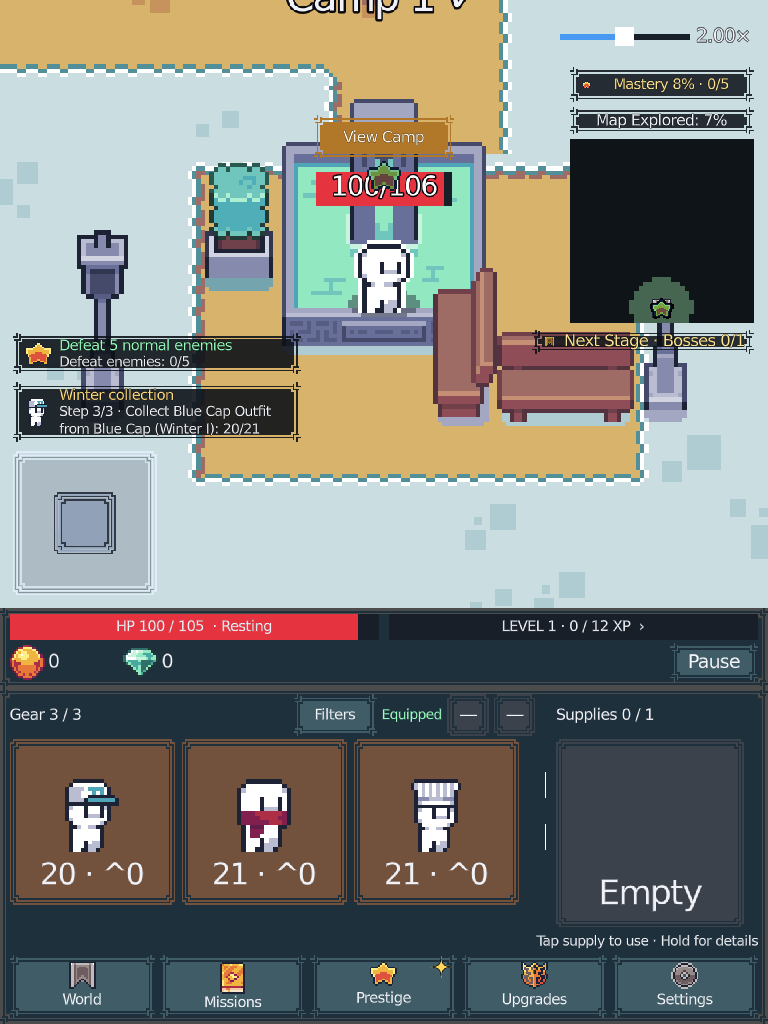 Camp 1 ✓
2.00×
Mastery 8% · 0/5
Map Explored: 7%
View Camp
100/106
Next Stage · Bosses 0/1
Defeat 5 normal enemies
Defeat enemies: 0/5
Winter collection
Step 3/3 · Collect Blue Cap Outfit
from Blue Cap (Winter I): 20/21
HP 100 / 105 · Resting
LEVEL 1 · 0 / 12 XP ›
0
0
Pause
Gear 3 / 3
Filters
Equipped
—
—
Supplies 0 / 1
20 · ^0
21 · ^0
21 · ^0
Empty
Tap supply to use · Hold for details
World
Missions
Prestige
Upgrades
Settings